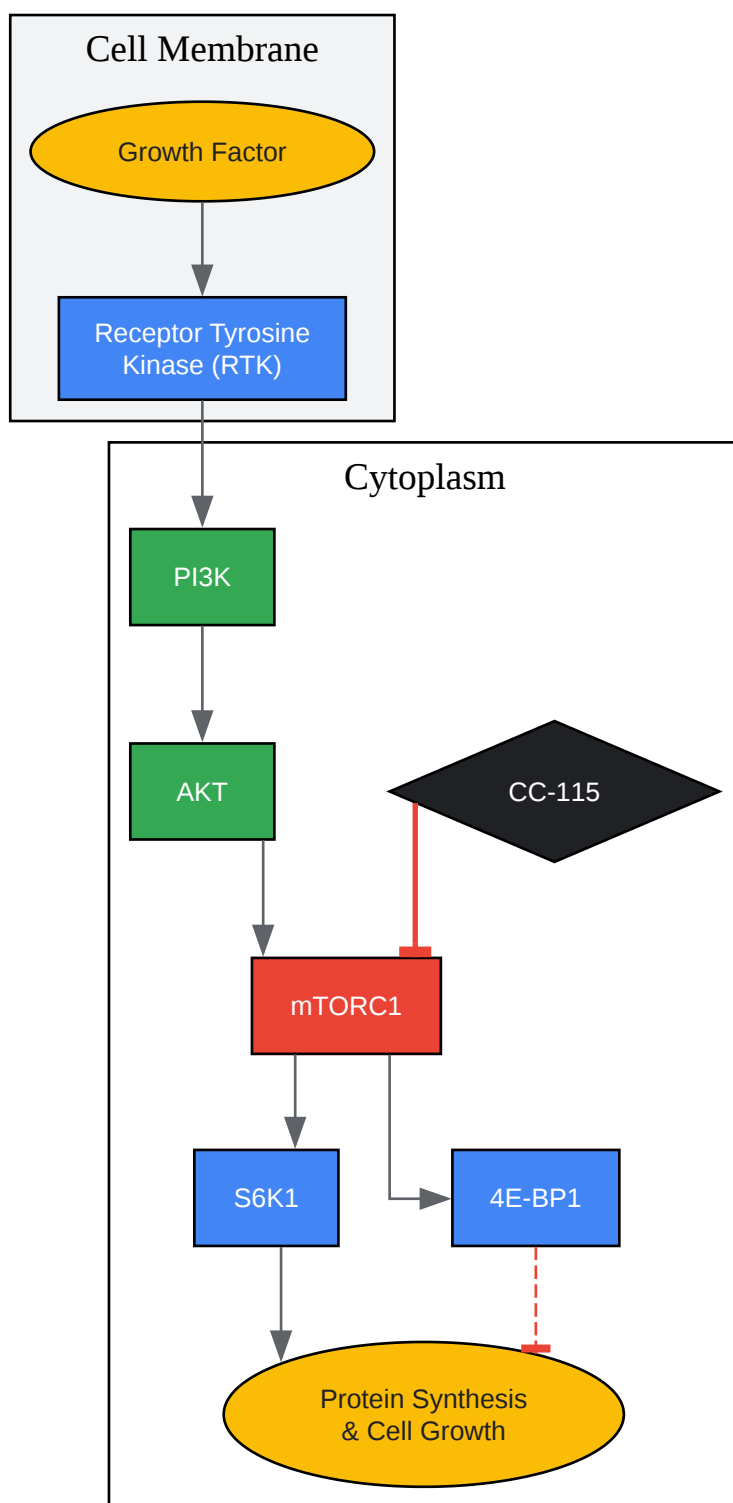 Cell Membrane
Growth Factor
Receptor Tyrosine
Kinase (RTK)
Cytoplasm
PI3K
AKT
CC-115
mTORC1
S6K1
4E-BP1
Protein Synthesis
& Cell Growth